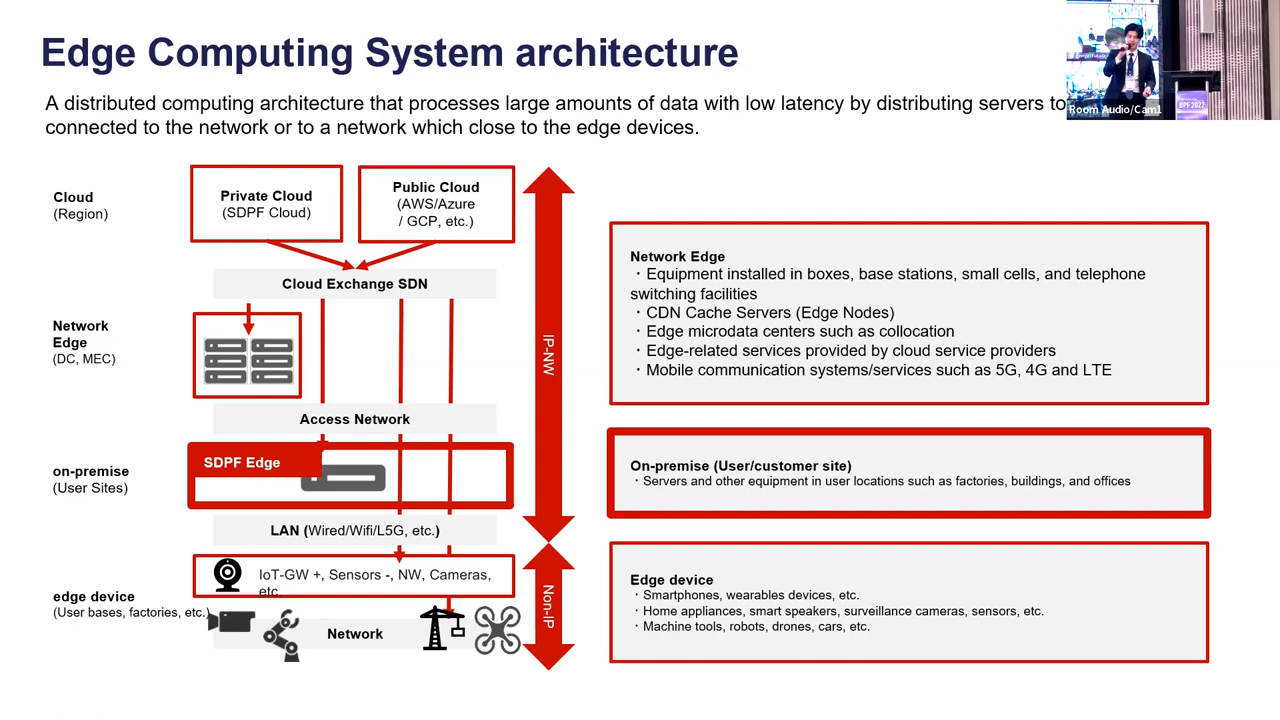 Edge Computing System architecture
A distributed computing architecture that processes large amounts of data with low latency by distributing servers to
connected to the network or to a network which close to the edge devices.
Room Audio/Cam1
BPF 2022
Cloud
(Region)
Private Cloud
(SDPF Cloud)
Public Cloud
(AWS/Azure
/ GCP, etc.)
Cloud Exchange SDN
Network
Edge
(DC, MEC)
Access Network
on-premise
(User Sites)
SDPF Edge
LAN (Wired/Wifi/L5G, etc.)
IoT-GW +, Sensors -, NW, Cameras,
etc
edge device
(User bases, factories, etc.)
Network
IP-NW
Non-IP
Network Edge
・Equipment installed in boxes, base stations, small cells, and telephone
switching facilities
・CDN Cache Servers (Edge Nodes)
・Edge microdata centers such as collocation
・Edge-related services provided by cloud service providers
・Mobile communication systems/services such as 5G, 4G and LTE
On-premise (User/customer site)
・Servers and other equipment in user locations such as factories, buildings, and offices
Edge device
・Smartphones, wearables devices, etc.
・Home appliances, smart speakers, surveillance cameras, sensors, etc.
・Machine tools, robots, drones, cars, etc.